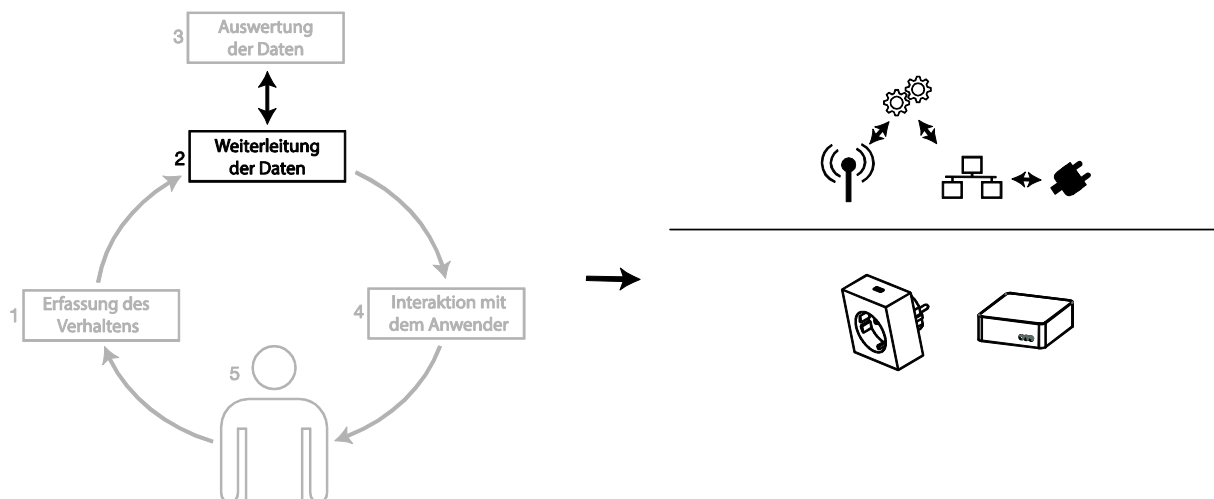 3
Auswertung
der Daten
2
Weiterleitung
der Daten
1
Erfassung des
Verhaltens
4
Interaktion mit
dem Anwender
5